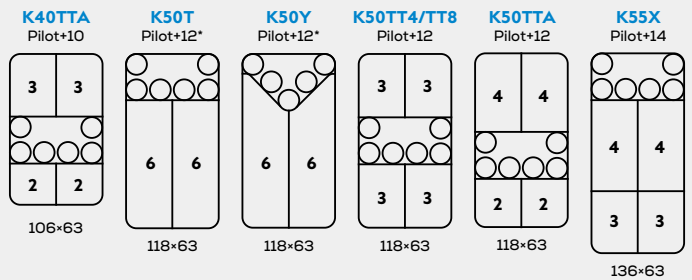 K40TTA
Pilot+10
3 3
2 2
106×63
K50T
Pilot+12*
6 6
118×63
K50Y
Pilot+12*
6 6
118×63
K50TT4/TT8
Pilot+12
3 3
3 3
118×63
K50TTA
Pilot+12
4 4
2 2
118×63
K55X
Pilot+14
4 4
3 3
136×63